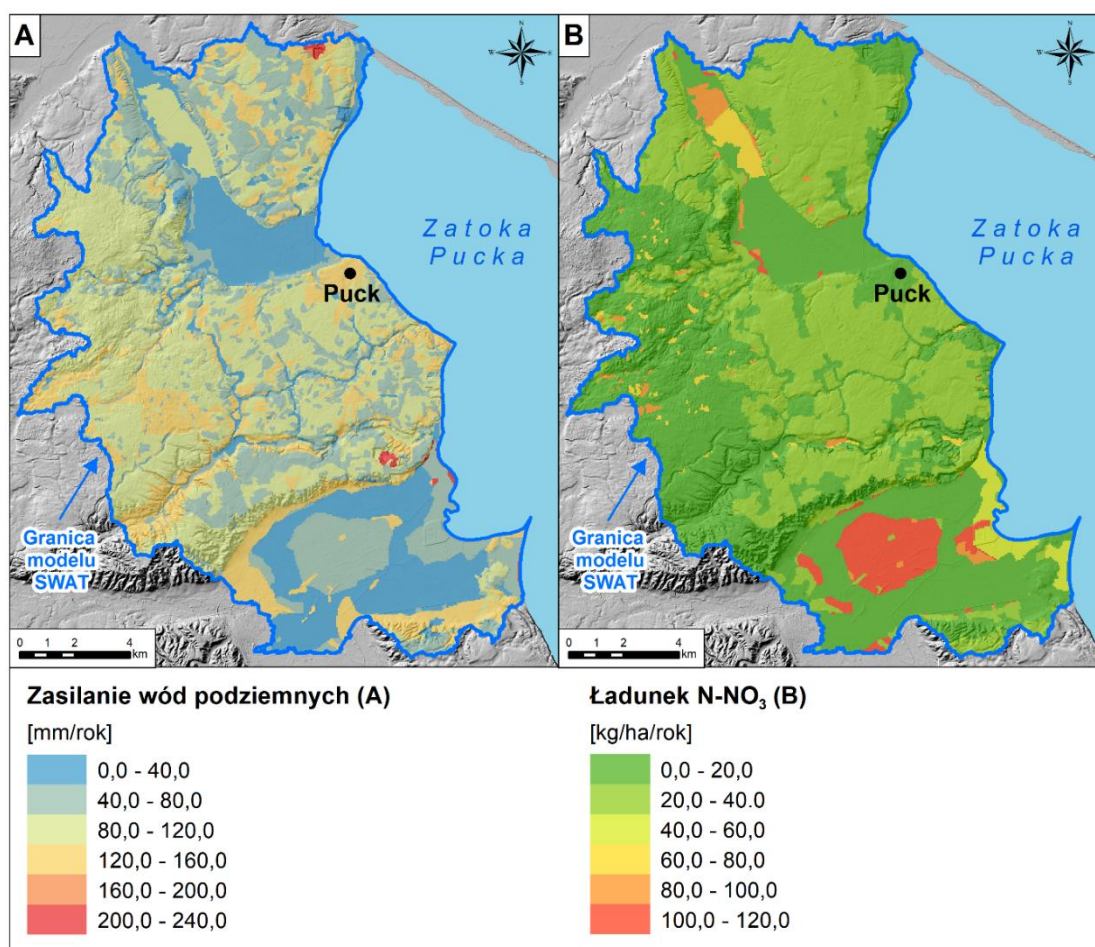 A
N
W
E
S
Zatoka
Pucka
Puck
Granica
modelu
SWAT
0 1 2 4
km
B
N
W
E
S
Zatoka
Pucka
Puck
Granica
modelu
SWAT
0 1 2 4
km
Zasilanie wód podziemnych (A)
[mm/rok]
0,0 - 40,0
40,0 - 80,0
80,0 - 120,0
120,0 - 160,0
160,0 - 200,0
200,0 - 240,0
Ładunek N-NO₃ (B)
[kg/ha/rok]
0,0 - 20,0
20,0 - 40.0
40,0 - 60,0
60,0 - 80,0
80,0 - 100,0
100,0 - 120,0